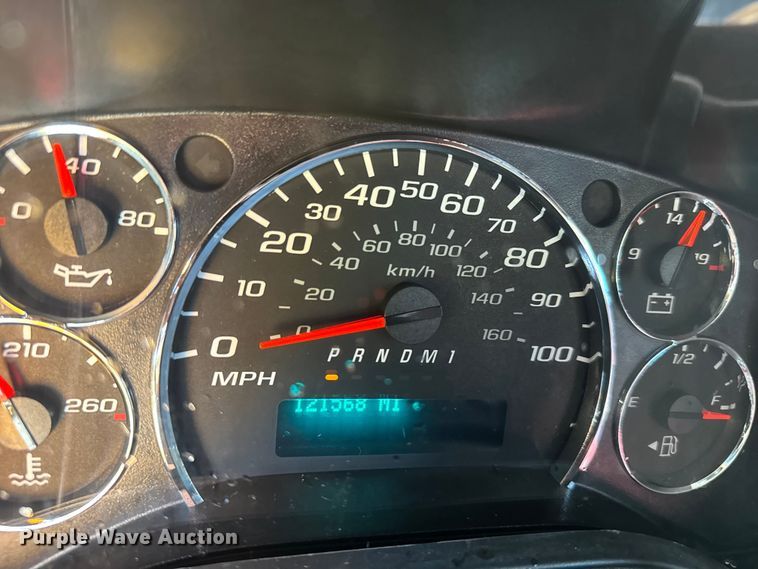 0 40 80
210 260
0 10 20 30 40 50 60 70 80 90 100
MPH
0 20 40 60 80 100 120 140 160
km/h
P R N D M 1
121568 MI
9 14 19
E 1/2 F
Purple Wave Auction